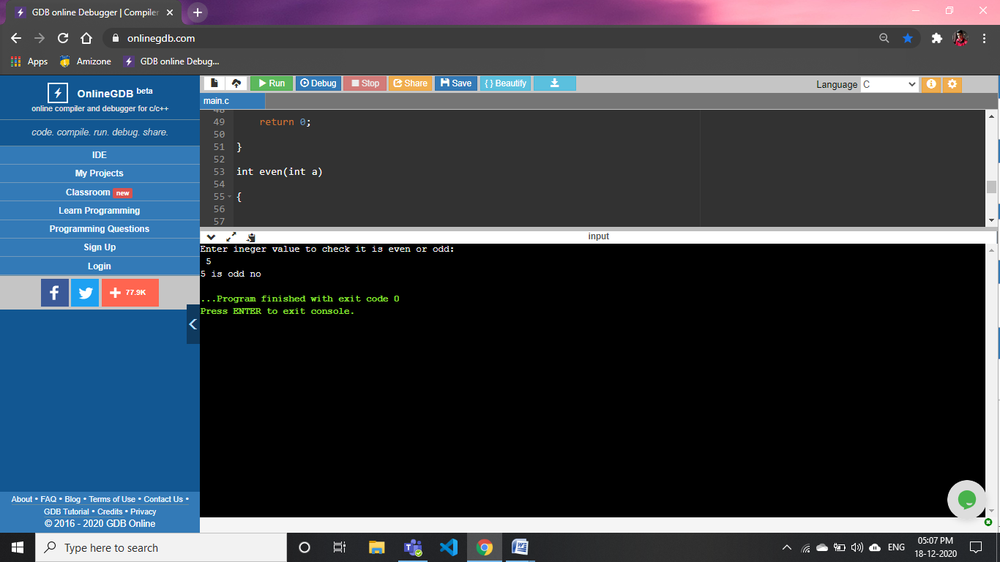 GDB online Debugger | Compiler
onlinegdb.com
Apps Amizone GDB online Debug...
OnlineGDB beta
online compiler and debugger for c/c++
code. compile. run. debug. share.
IDE
My Projects
Classroom new
Learn Programming
Programming Questions
Sign Up
Login
77.9K
About • FAQ • Blog • Terms of Use • Contact Us •
GDB Tutorial • Credits • Privacy
© 2016 - 2020 GDB Online
Run Debug Stop Share Save { } Beautify
Language C
main.c
48
49 return 0;
50
51 }
52
53 int even(int a)
54
55 {
56
57
input
Enter ineger value to check it is even or odd:
5
5 is odd no
...Program finished with exit code 0
Press ENTER to exit console.
Type here to search
ENG
05:07 PM
18-12-2020